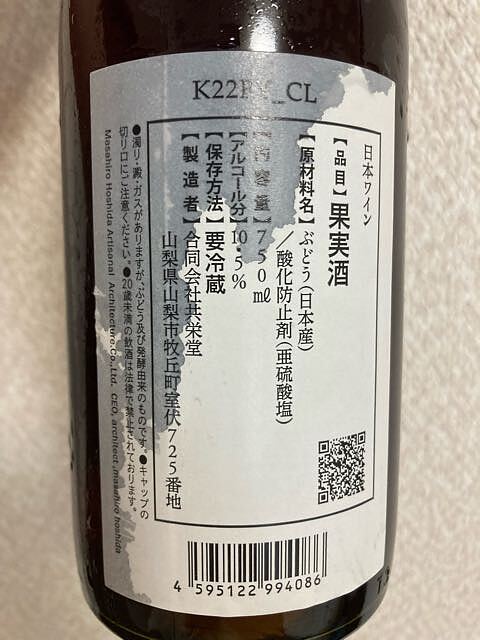 K22FY_CL
日本ワイン
【品目】果実酒
【原材料名】ぶどう(日本産)
／酸化防止剤(亜硫酸塩)
【内容量】750ml
【アルコール分】10.5%
【保存方法】要冷蔵
【製造者】合同会社共栄堂
山梨県山梨市牧丘町室伏725番地
●濁り・澱・ガスがありますが、ぶどう及び発酵由来のものです。●キャップの
切り口にご注意ください。●20歳未満の飲酒は法律で禁止されております。
Masahiro Hoshida Artisanal Architecture.Co,Ltd. CEO, architect ,masahiro hoshida
4 595122 994086